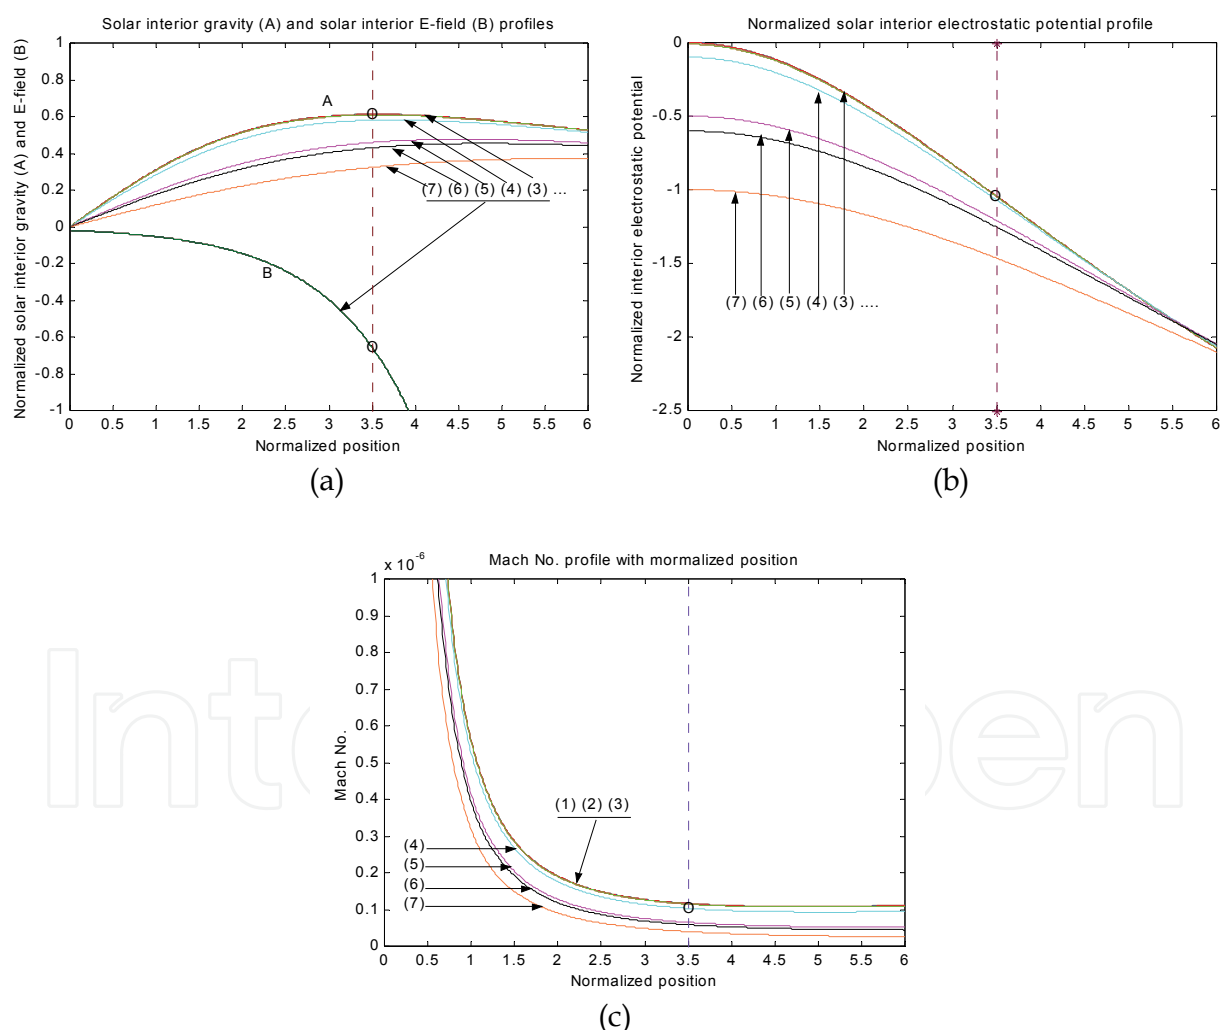 Solar interior gravity (A) and solar interior E-field (B) profiles
Normalized solar interior gravity (A) and E-field (B)
1
0.8
0.6
0.4
0.2
0
-0.2
-0.4
-0.6
-0.8
-1
A
O
(7) (6) (5) (4) (3) ...
B
O
0 0.5 1 1.5 2 2.5 3 3.5 4 4.5 5 5.5 6
Normalized position
(a)
Normalized solar interior electrostatic potential profile
Normalized interior electrostatic potential
0
-0.5
-1
-1.5
-2
-2.5
O
(7) (6) (5) (4) (3) ....
0 0.5 1 1.5 2 2.5 3 3.5 4 4.5 5 5.5 6
Normalized position
(b)
x 10-6
Mach No. profile with mormalized position
Mach No.
1
0.9
0.8
0.7
0.6
0.5
0.4
0.3
0.2
0.1
0
(1) (2) (3)
(4)
(5)
(6)
(7)
O
0 0.5 1 1.5 2 2.5 3 3.5 4 4.5 5 5.5 6
Normalized position
(c)